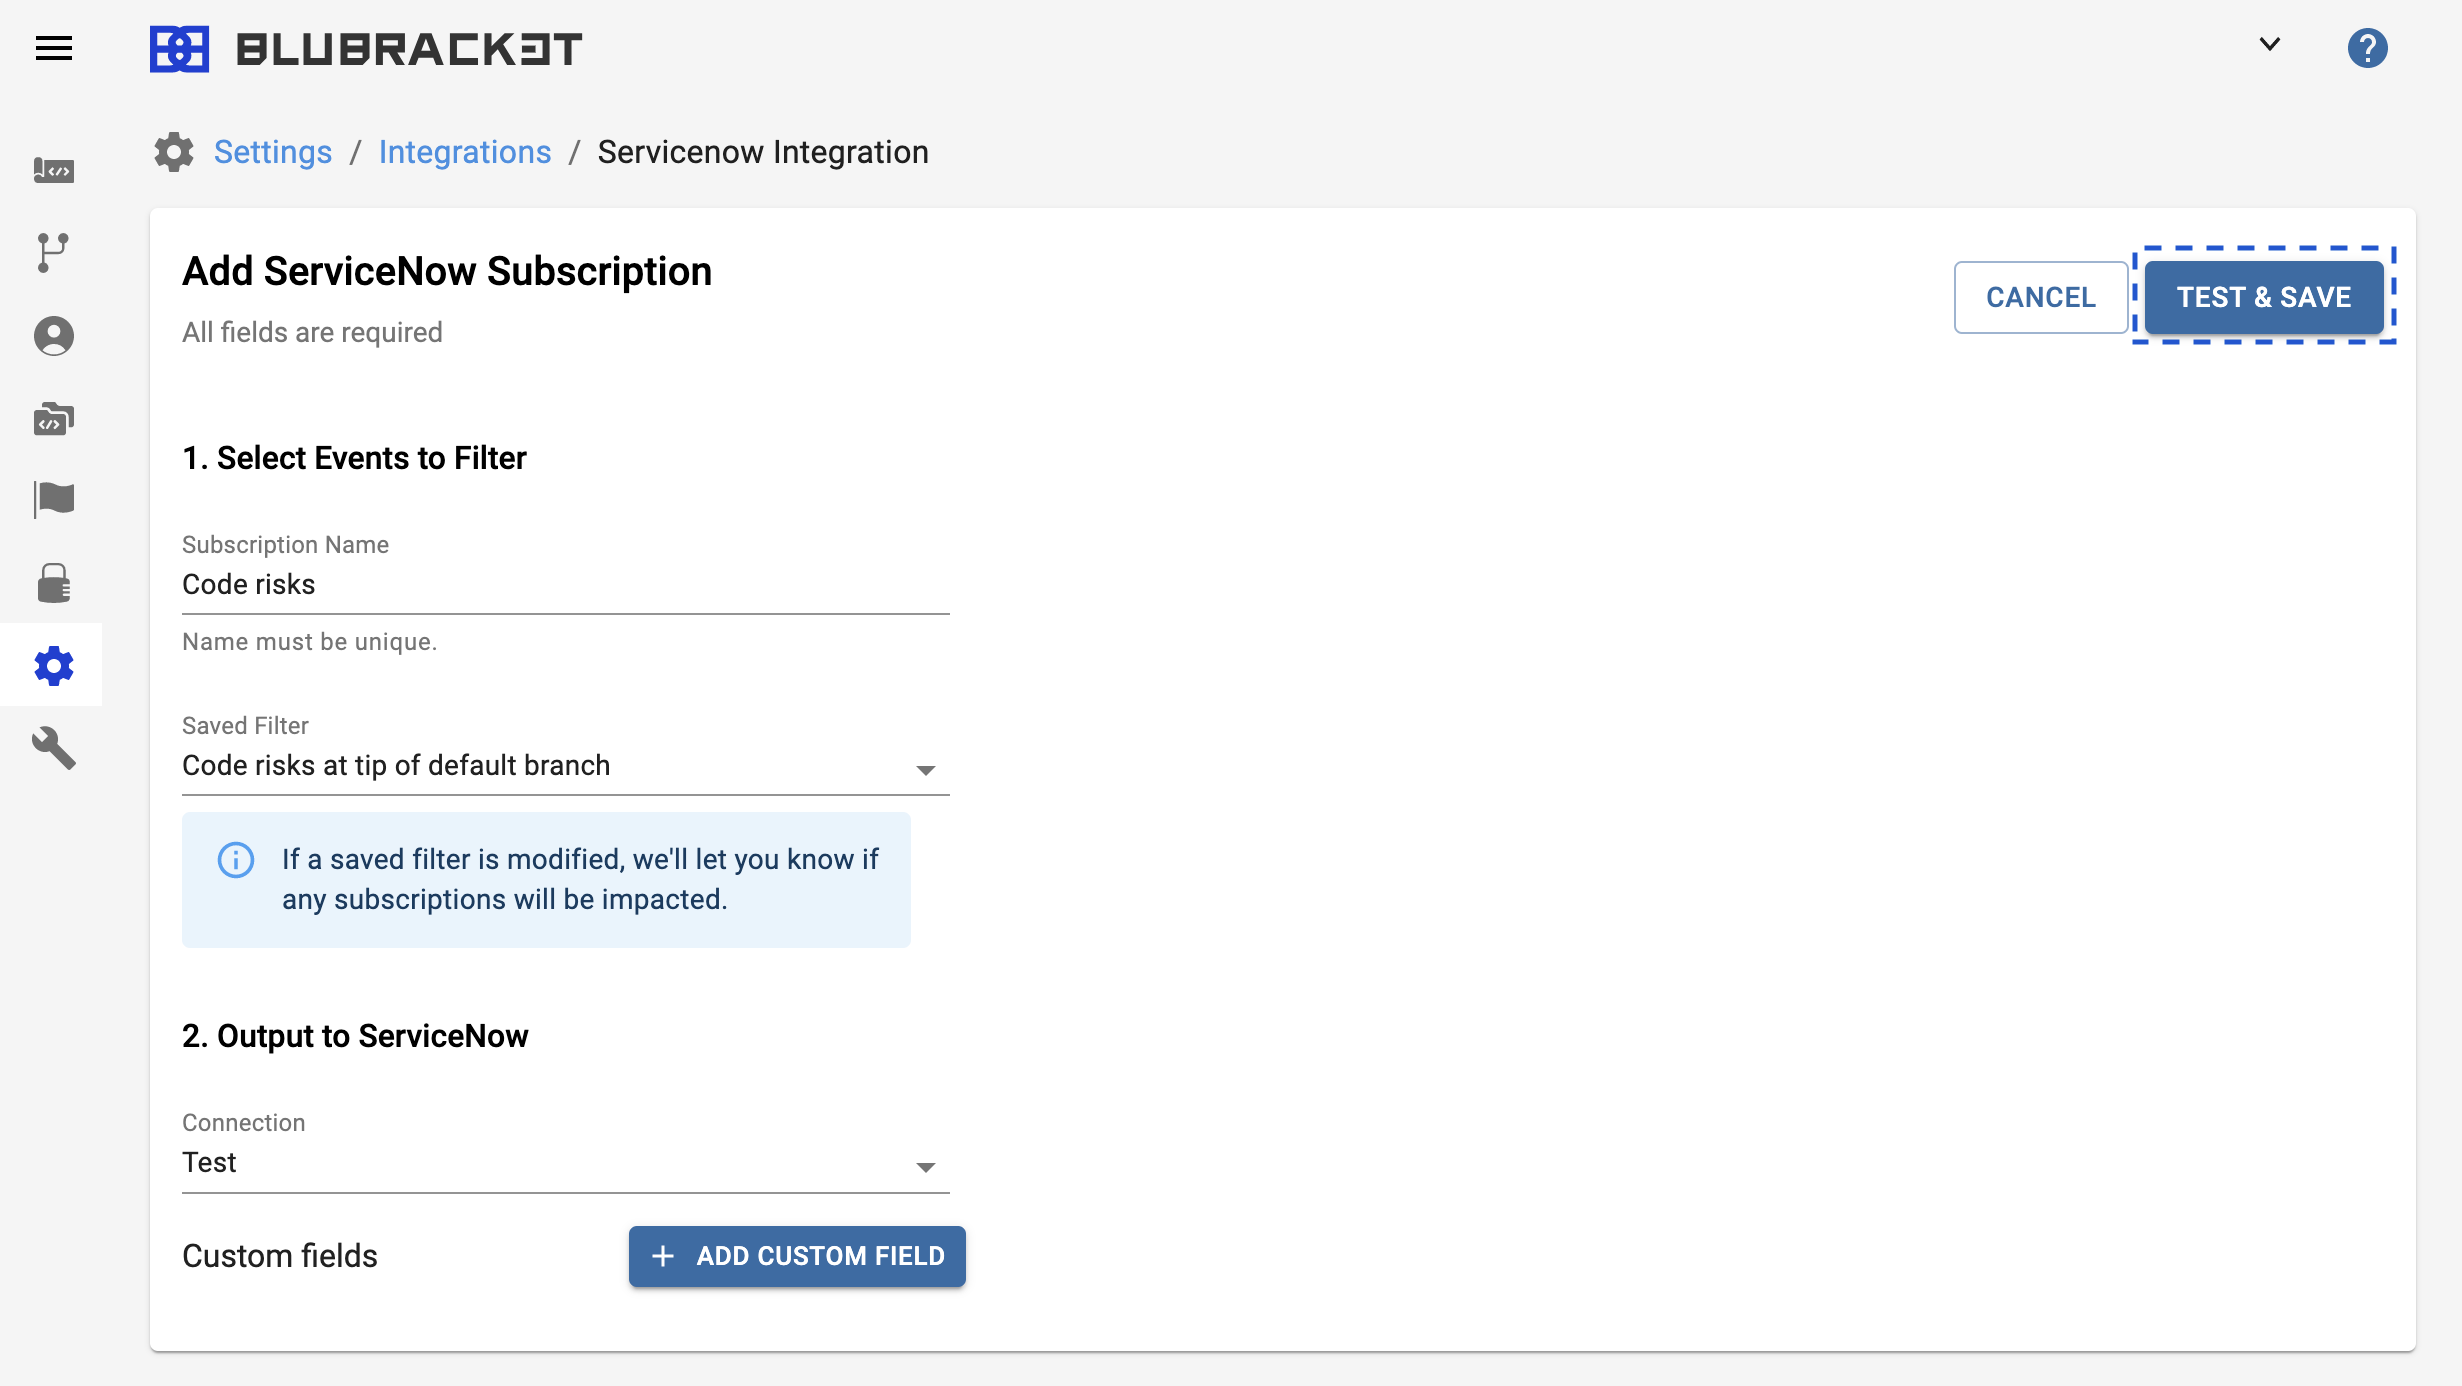 BLUBRACKET
?
Settings / Integrations / Servicenow Integration
Add ServiceNow Subscription
All fields are required
CANCEL
TEST & SAVE
1. Select Events to Filter
Subscription Name
Code risks
Name must be unique.
Saved Filter
Code risks at tip of default branch
If a saved filter is modified, we'll let you know if
any subscriptions will be impacted.
2. Output to ServiceNow
Connection
Test
Custom fields
+ ADD CUSTOM FIELD